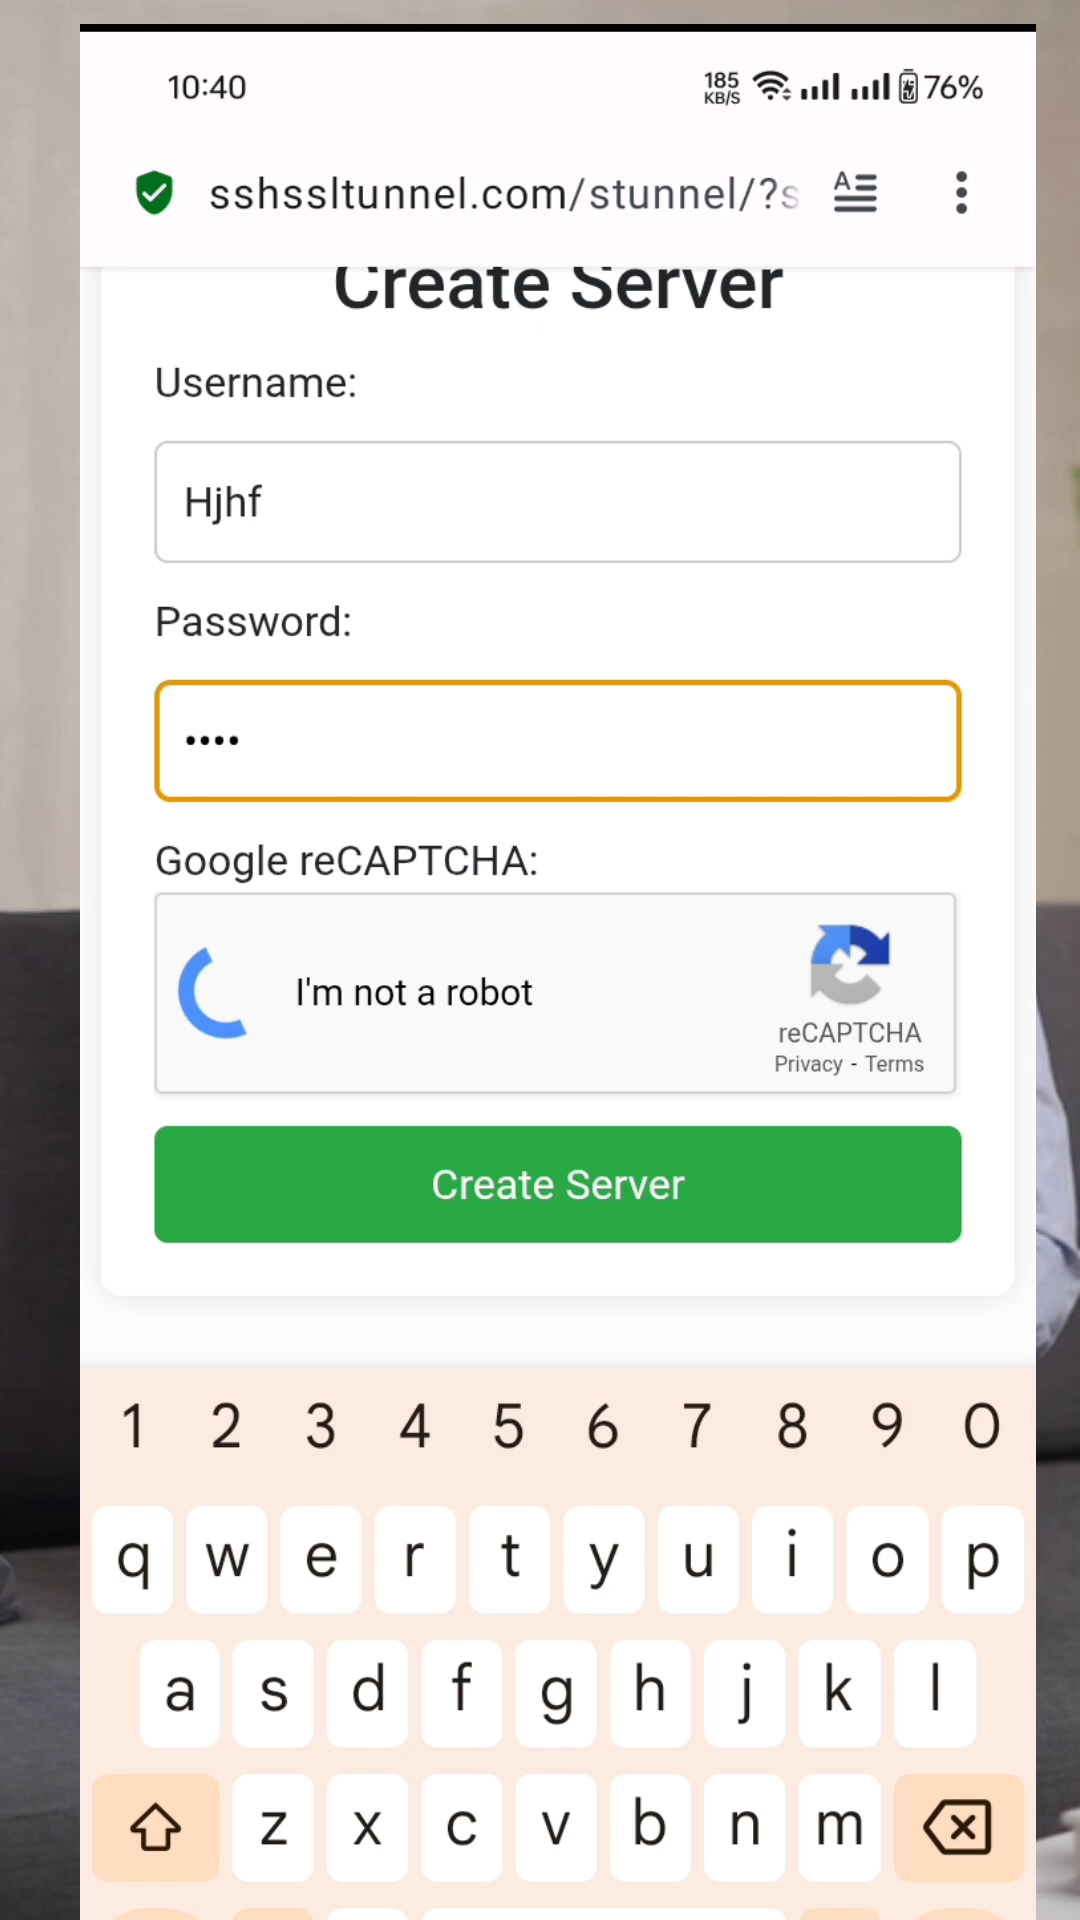 10:40
185
KB/S
76%
sshssltunnel.com/stunnel/?s
Create Server
Username:
Hjhf
Password:
••••
Google reCAPTCHA:
I'm not a robot
reCAPTCHA
Privacy - Terms
Create Server
1 2 3 4 5 6 7 8 9 0
q w e r t y u i o p
a s d f g h j k l
z x c v b n m